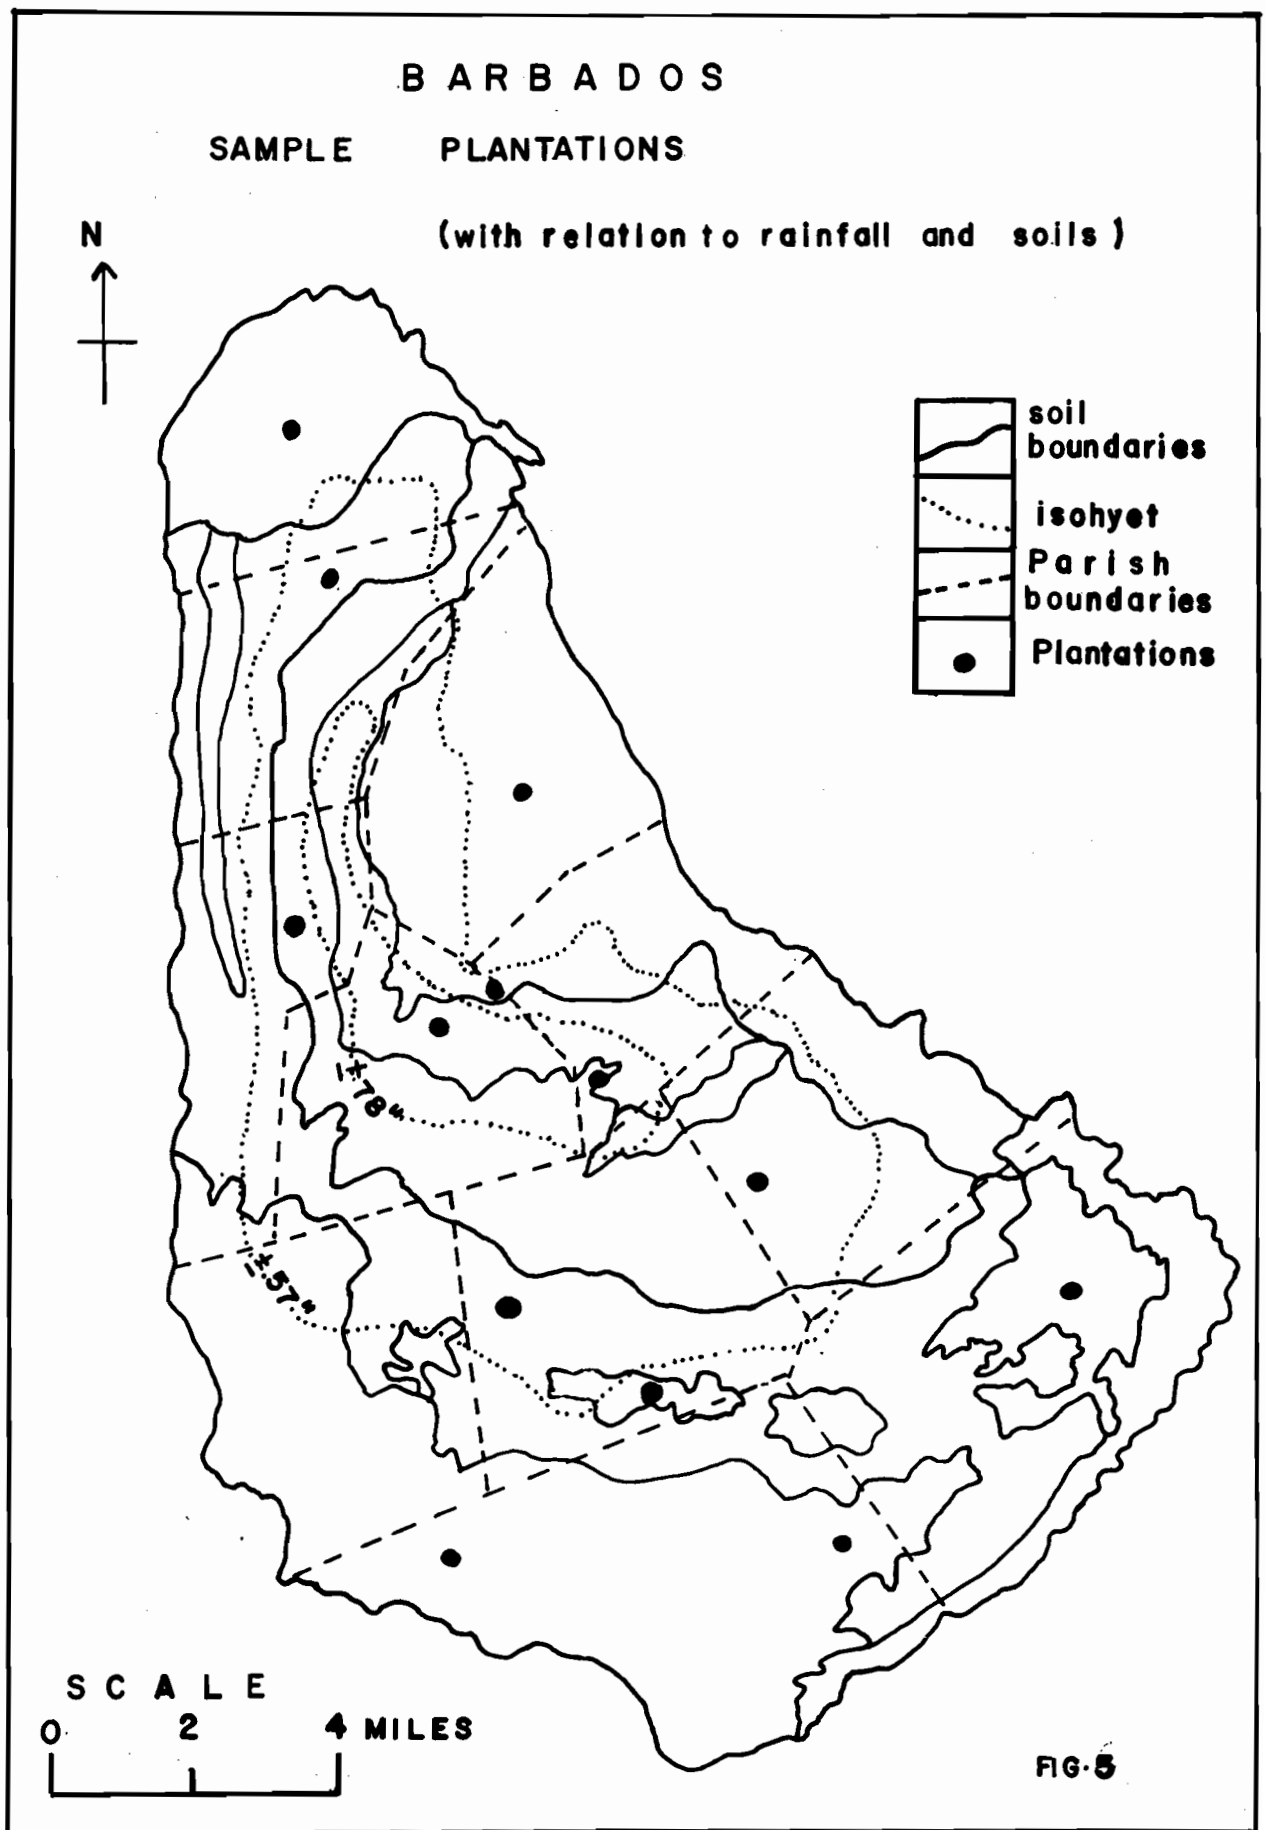 BARBADOS
SAMPLE PLANTATIONS
(with relation to rainfall and soils)
N
soil
boundaries
isohyet
Parish
boundaries
Plantations
±78"
±57"
SCALE
0 2 4 MILES
FIG·5